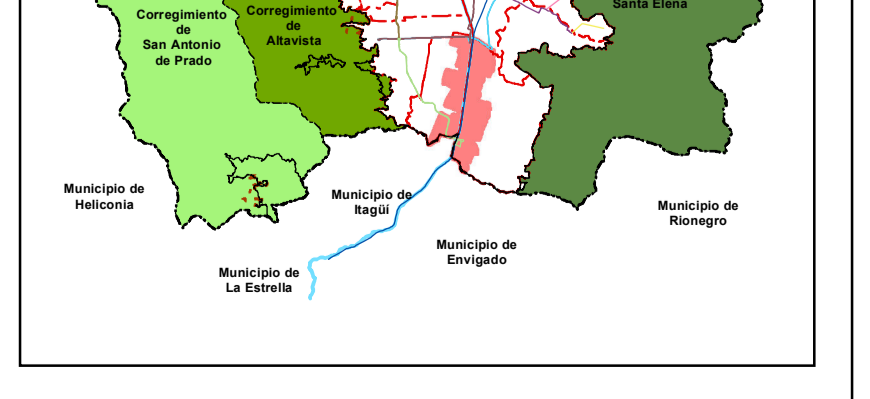 Santa Elena
Corregimiento
de
San Antonio
de Prado
Corregimiento
de
Altavista
Municipio de
Heliconia
Municipio de
Itagüí
Municipio de
Rionegro
Municipio de
Envigado
Municipio de
La Estrella